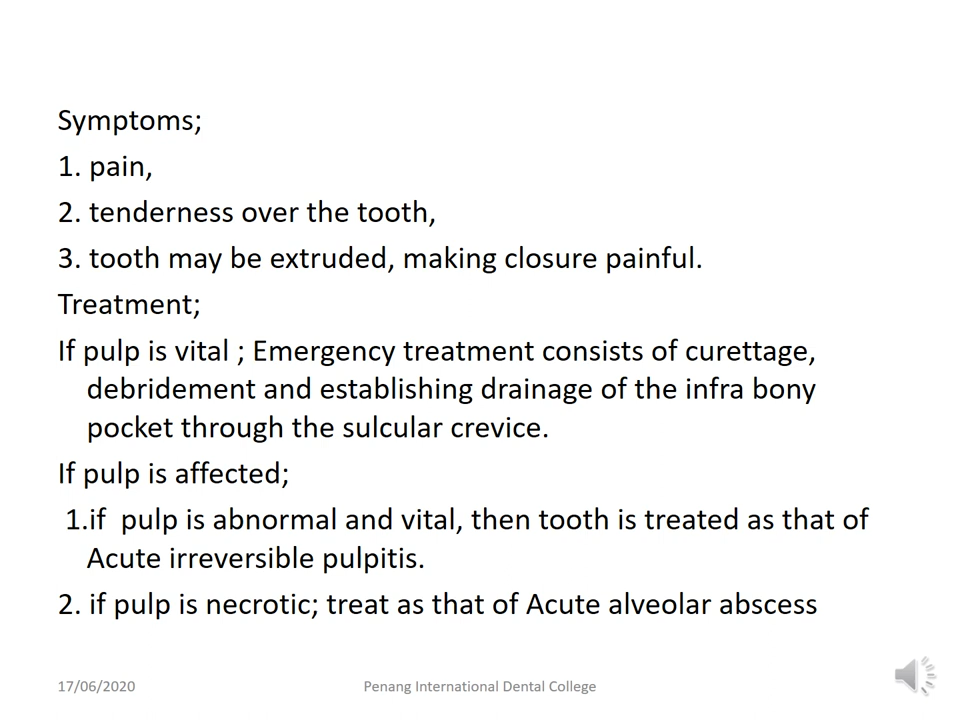 Symptoms;
1. pain,
2. tenderness over the tooth,
3. tooth may be extruded, making closure painful.
Treatment;
If pulp is vital ; Emergency treatment consists of curettage,
debridement and establishing drainage of the infra bony
pocket through the sulcular crevice.
If pulp is affected;
1.if  pulp is abnormal and vital, then tooth is treated as that of
Acute irreversible pulpitis.
2. if pulp is necrotic; treat as that of Acute alveolar abscess
17/06/2020
Penang International Dental College